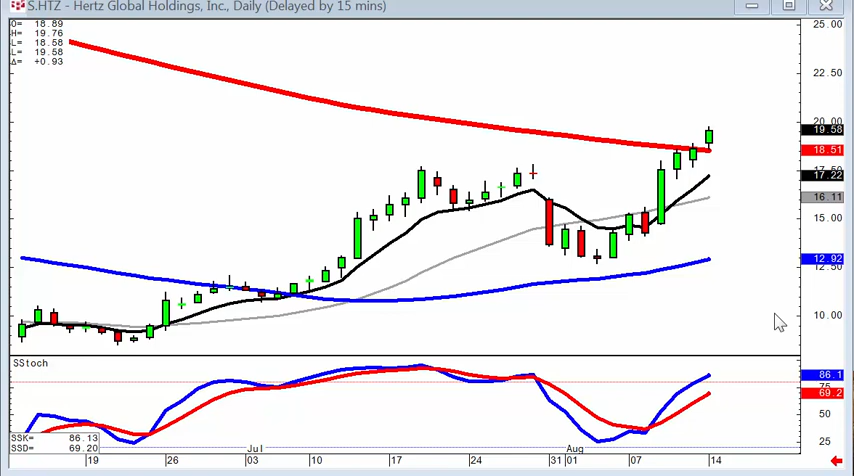 S.HTZ - Hertz Global Holdings, Inc., Daily (Delayed by 15 mins)
O= 18.89
H= 19.76
L= 18.58
L= 19.58
Δ= +0.93
25.00
22.50
20.00
19.58
18.51
17.50
17.22
16.11
15.00
12.92
12.50
10.00
SStoch
86.1
75
69.2
50
25
SSK= 86.13
SSD= 69.20
Jul
Aug
19
26
03
10
17
24
31
01
07
14